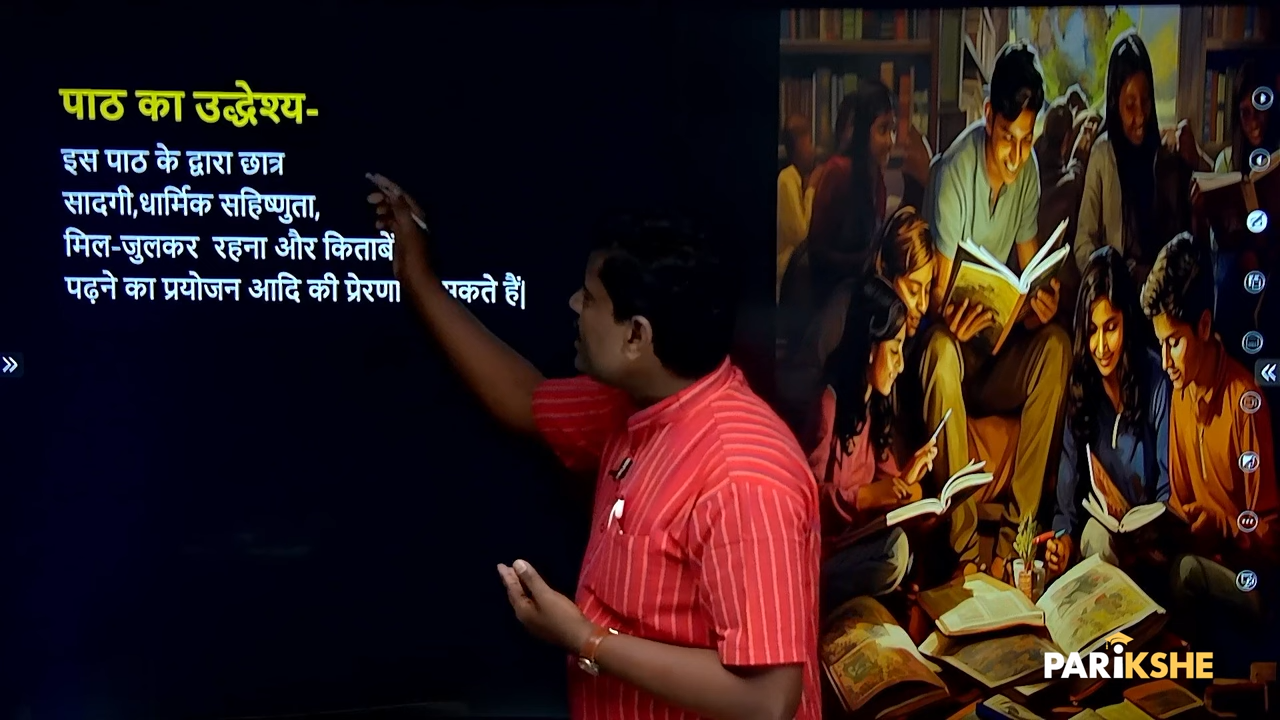 पाठ का उद्धेश्य-
इस पाठ के द्वारा छात्र
सादगी,धार्मिक सहिष्णुता,
मिल-जुलकर रहना और किताबें
पढ़ने का प्रयोजन आदि की प्रेरणा सकते हैं|
PARIKSHE